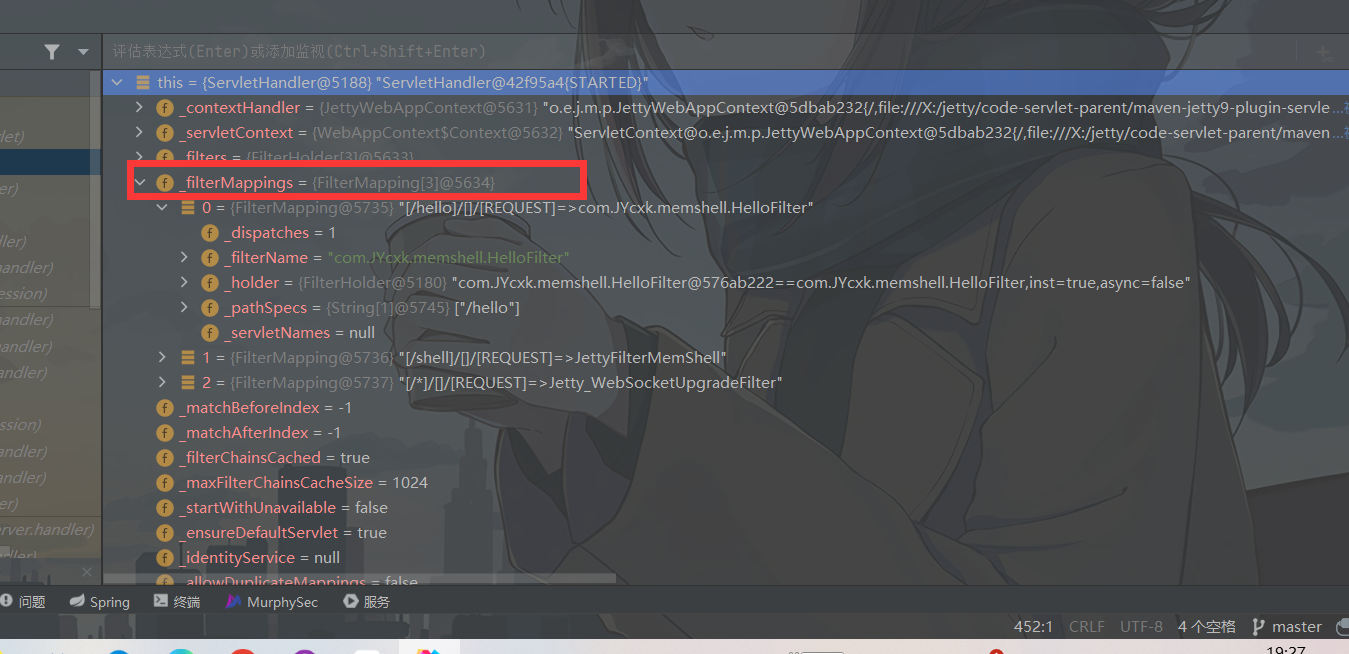 评估表达式(Enter)或添加监视(Ctrl+Shift+Enter)
this = {ServletHandler@5188} "ServletHandler@42f95a4{STARTED}"
_contextHandler = {JettyWebAppContext@5631} "o.e.j.m.p.JettyWebAppContext@5dbab232{/,file:///X:/jetty/code-servlet-parent/maven-jetty9-plugin-servle ...
_servletContext = {WebAppContext$Context@5632} "ServletContext@o.e.j.m.p.JettyWebAppContext@5dbab232{/,file:///X:/jetty/code-servlet-parent/maven ...
let)
_filters = {FilterHolder[3]@5633}
_filterMappings = {FilterMapping[3]@5634}
er)
0 = {FilterMapping@5735} "[/hello]/[]/[REQUEST]=>com.JYcxk.memshell.HelloFilter"
_dispatches = 1
dler)
_filterName = "com.JYcxk.memshell.HelloFilter"
handler)
_holder = {FilterHolder@5180} "com.JYcxk.memshell.HelloFilter@576ab222==com.JYcxk.memshell.HelloFilter,inst=true,async=false"
ession)
_pathSpecs = {String[1]@5745} ["/hello"]
handler)
_servletNames = null
handler)
1 = {FilterMapping@5736} "[/shell]/[]/[REQUEST]=>JettyFilterMemShell"
andler)
2 = {FilterMapping@5737} "[/*]/[]/[REQUEST]=>Jetty_WebSocketUpgradeFilter"
_matchBeforeIndex = -1
ssion)
_matchAfterIndex = -1
handler)
_filterChainsCached = true
andler)
_maxFilterChainsCacheSize = 1024
er)
_startWithUnavailable = false
erver.handler)
_ensureDefaultServlet = true
_identityService = null
_allowDuplicateMappings = false
问题 Spring 终端 MurphySec 服务
452:1 CRLF UTF-8 4 个空格 master
19:27